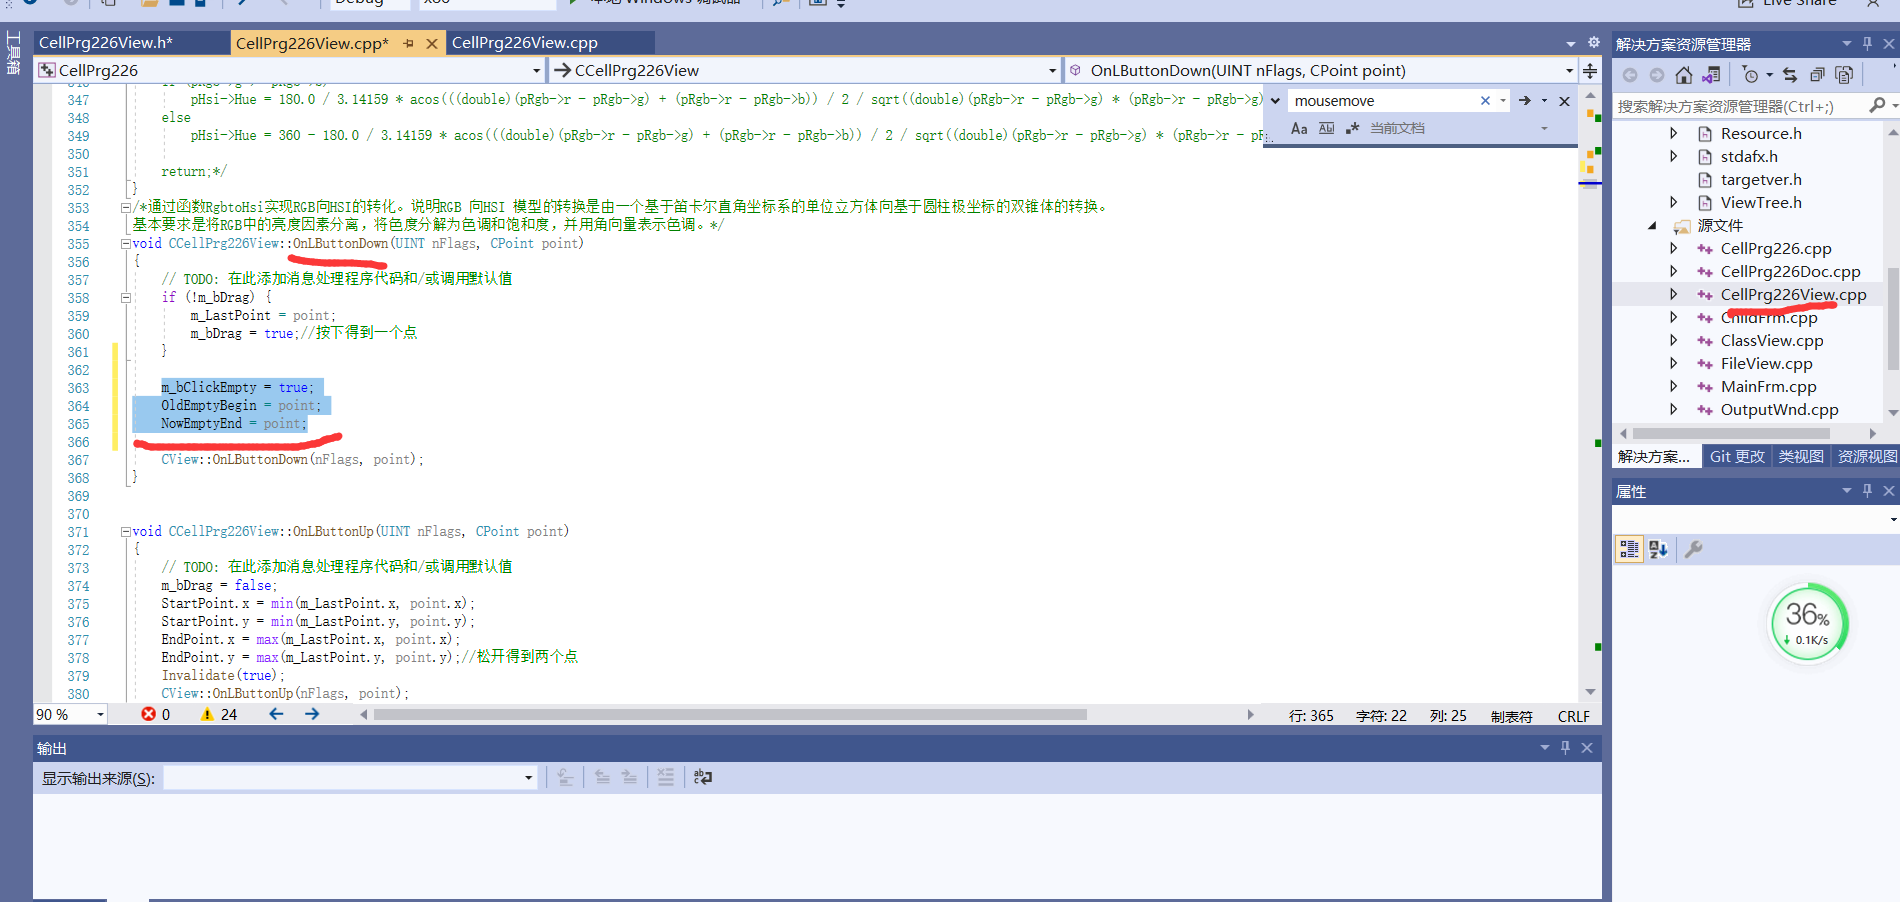 Debug
x86
本地 Windows 调试器
Live Share
工具箱
CellPrg226View.h*
CellPrg226View.cpp*
CellPrg226View.cpp
CellPrg226
CCellPrg226View
OnLButtonDown(UINT nFlags, CPoint point)
mousemove
Aa
当前文档
347 pHsi->Hue = 180.0 / 3.14159 * acos(((double)(pRgb->r - pRgb->g) + (pRgb->r - pRgb->b)) / 2 / sqrt((double)(pRgb->r - pRgb->g) * (pRgb->r - pRgb->g)
348 else
349 pHsi->Hue = 360 - 180.0 / 3.14159 * acos(((double)(pRgb->r - pRgb->g) + (pRgb->r - pRgb->b)) / 2 / sqrt((double)(pRgb->r - pRgb->g) * (pRgb->r - pR
350
351 return;*/
352 }
353 /*通过函数RgbtoHsi实现RGB向HSI的转化。说明RGB 向HSI 模型的转换是由一个基于笛卡尔直角坐标系的单位立方体向基于圆柱极坐标的双锥体的转换。
354 基本要求是将RGB中的亮度因素分离，将色度分解为色调和饱和度，并用角向量表示色调。*/
355 void CCellPrg226View::OnLButtonDown(UINT nFlags, CPoint point)
356 {
357 // TODO: 在此添加消息处理程序代码和/或调用默认值
358 if (!m_bDrag) {
359 m_LastPoint = point;
360 m_bDrag = true;//按下得到一个点
361 }
362
363 m_bClickEmpty = true;
364 OldEmptyBegin = point;
365 NowEmptyEnd = point;
366
367 CView::OnLButtonDown(nFlags, point);
368 }
369
370
371 void CCellPrg226View::OnLButtonUp(UINT nFlags, CPoint point)
372 {
373 // TODO: 在此添加消息处理程序代码和/或调用默认值
374 m_bDrag = false;
375 StartPoint.x = min(m_LastPoint.x, point.x);
376 StartPoint.y = min(m_LastPoint.y, point.y);
377 EndPoint.x = max(m_LastPoint.x, point.x);
378 EndPoint.y = max(m_LastPoint.y, point.y);//松开得到两个点
379 Invalidate(true);
380 CView::OnLButtonUp(nFlags, point);
90 %
0
24
行: 365
字符: 22
列: 25
制表符
CRLF
输出
显示输出来源(S):
解决方案资源管理器
搜索解决方案资源管理器(Ctrl+;)
Resource.h
stdafx.h
targetver.h
ViewTree.h
源文件
CellPrg226.cpp
CellPrg226Doc.cpp
CellPrg226View.cpp
ChildFrm.cpp
ClassView.cpp
FileView.cpp
MainFrm.cpp
OutputWnd.cpp
解决方案...
Git 更改
类视图
资源视图
属性
36%
0.1K/s